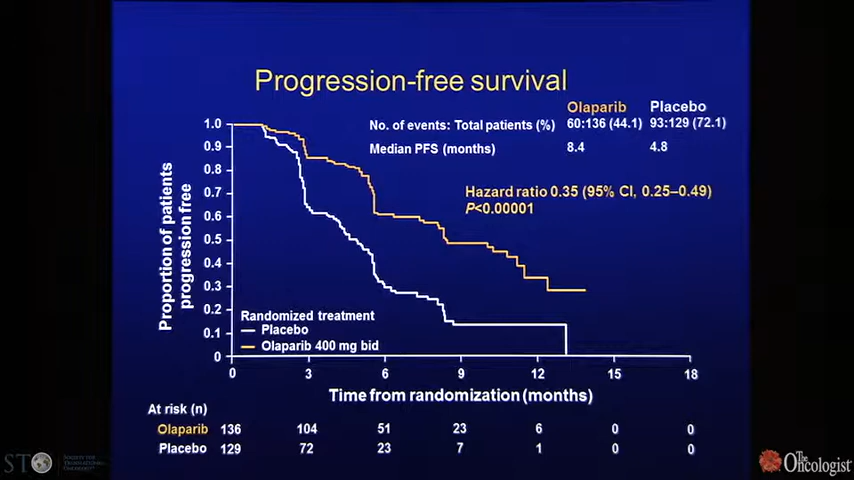 Progression-free survival
Olaparib Placebo
No. of events: Total patients (%) 60:136 (44.1) 93:129 (72.1)
Median PFS (months) 8.4 4.8
Hazard ratio 0.35 (95% CI, 0.25–0.49)
P<0.00001
Proportion of patients
progression free
1.0
0.9
0.8
0.7
0.6
0.5
0.4
0.3
0.2
0.1
0
Randomized treatment
Placebo
Olaparib 400 mg bid
0 3 6 9 12 15 18
Time from randomization (months)
At risk (n)
Olaparib 136 104 51 23 6 0 0
Placebo 129 72 23 7 1 0 0
STO
The
Oncologist